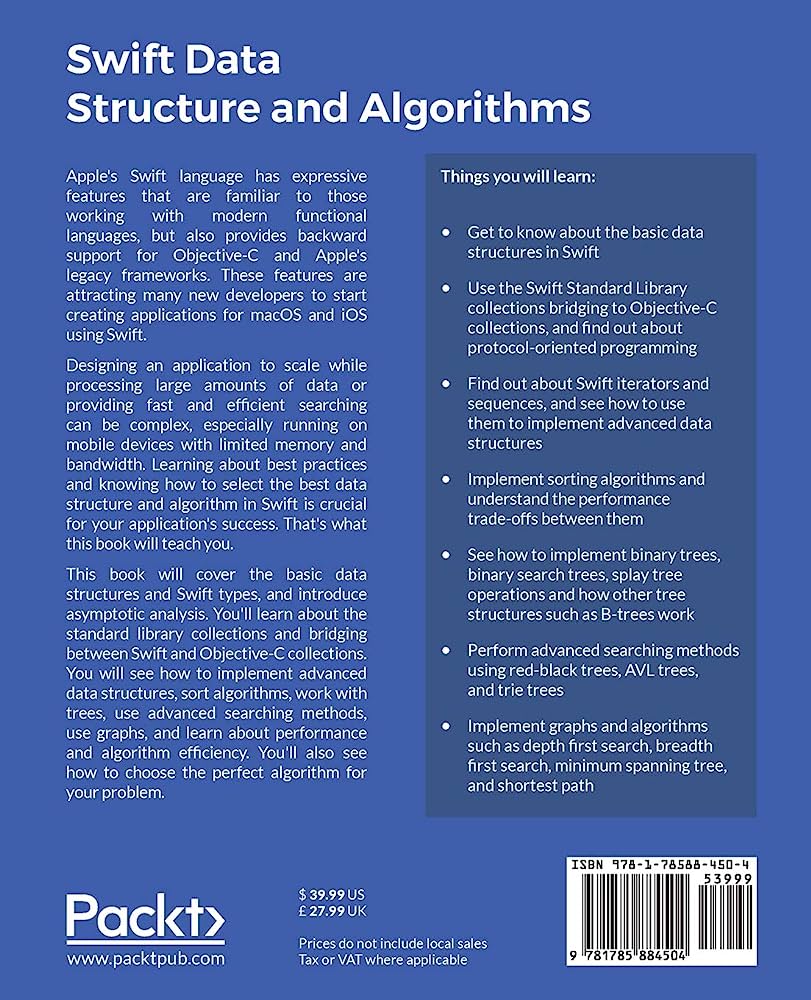 Swift Data
Structure and Algorithms
Apple's Swift language has expressive
features that are familiar to those
working with modern functional
languages, but also provides backward
support for Objective-C and Apple's
legacy frameworks. These features are
attracting many new developers to start
creating applications for macOS and iOS
using Swift.
Designing an application to scale while
processing large amounts of data or
providing fast and efficient searching
can be complex, especially running on
mobile devices with limited memory and
bandwidth. Learning about best practices
and knowing how to select the best data
structure and algorithm in Swift is crucial
for your application's success. That's what
this book will teach you.
This book will cover the basic data
structures and Swift types, and introduce
asymptotic analysis. You'll learn about the
standard library collections and bridging
between Swift and Objective-C collections.
You will see how to implement advanced
data structures, sort algorithms, work with
trees, use advanced searching methods,
use graphs, and learn about performance
and algorithm efficiency. You'll also see
how to choose the perfect algorithm for
your problem.
Things you will learn:
• Get to know about the basic data
structures in Swift
• Use the Swift Standard Library
collections bridging to Objective-C
collections, and find out about
protocol-oriented programming
• Find out about Swift iterators and
sequences, and see how to use
them to implement advanced data
structures
• Implement sorting algorithms and
understand the performance
trade-offs between them
• See how to implement binary trees,
binary search trees, splay tree
operations and how other tree
structures such as B-trees work
• Perform advanced searching methods
using red-black trees, AVL trees,
and trie trees
• Implement graphs and algorithms
such as depth first search, breadth
first search, minimum spanning tree,
and shortest path
Packt>
www.packtpub.com
$ 39.99 US
£ 27.99 UK
Prices do not include local sales
Tax or VAT where applicable
ISBN 978-1-78588-450-4
53999
9 781785 884504